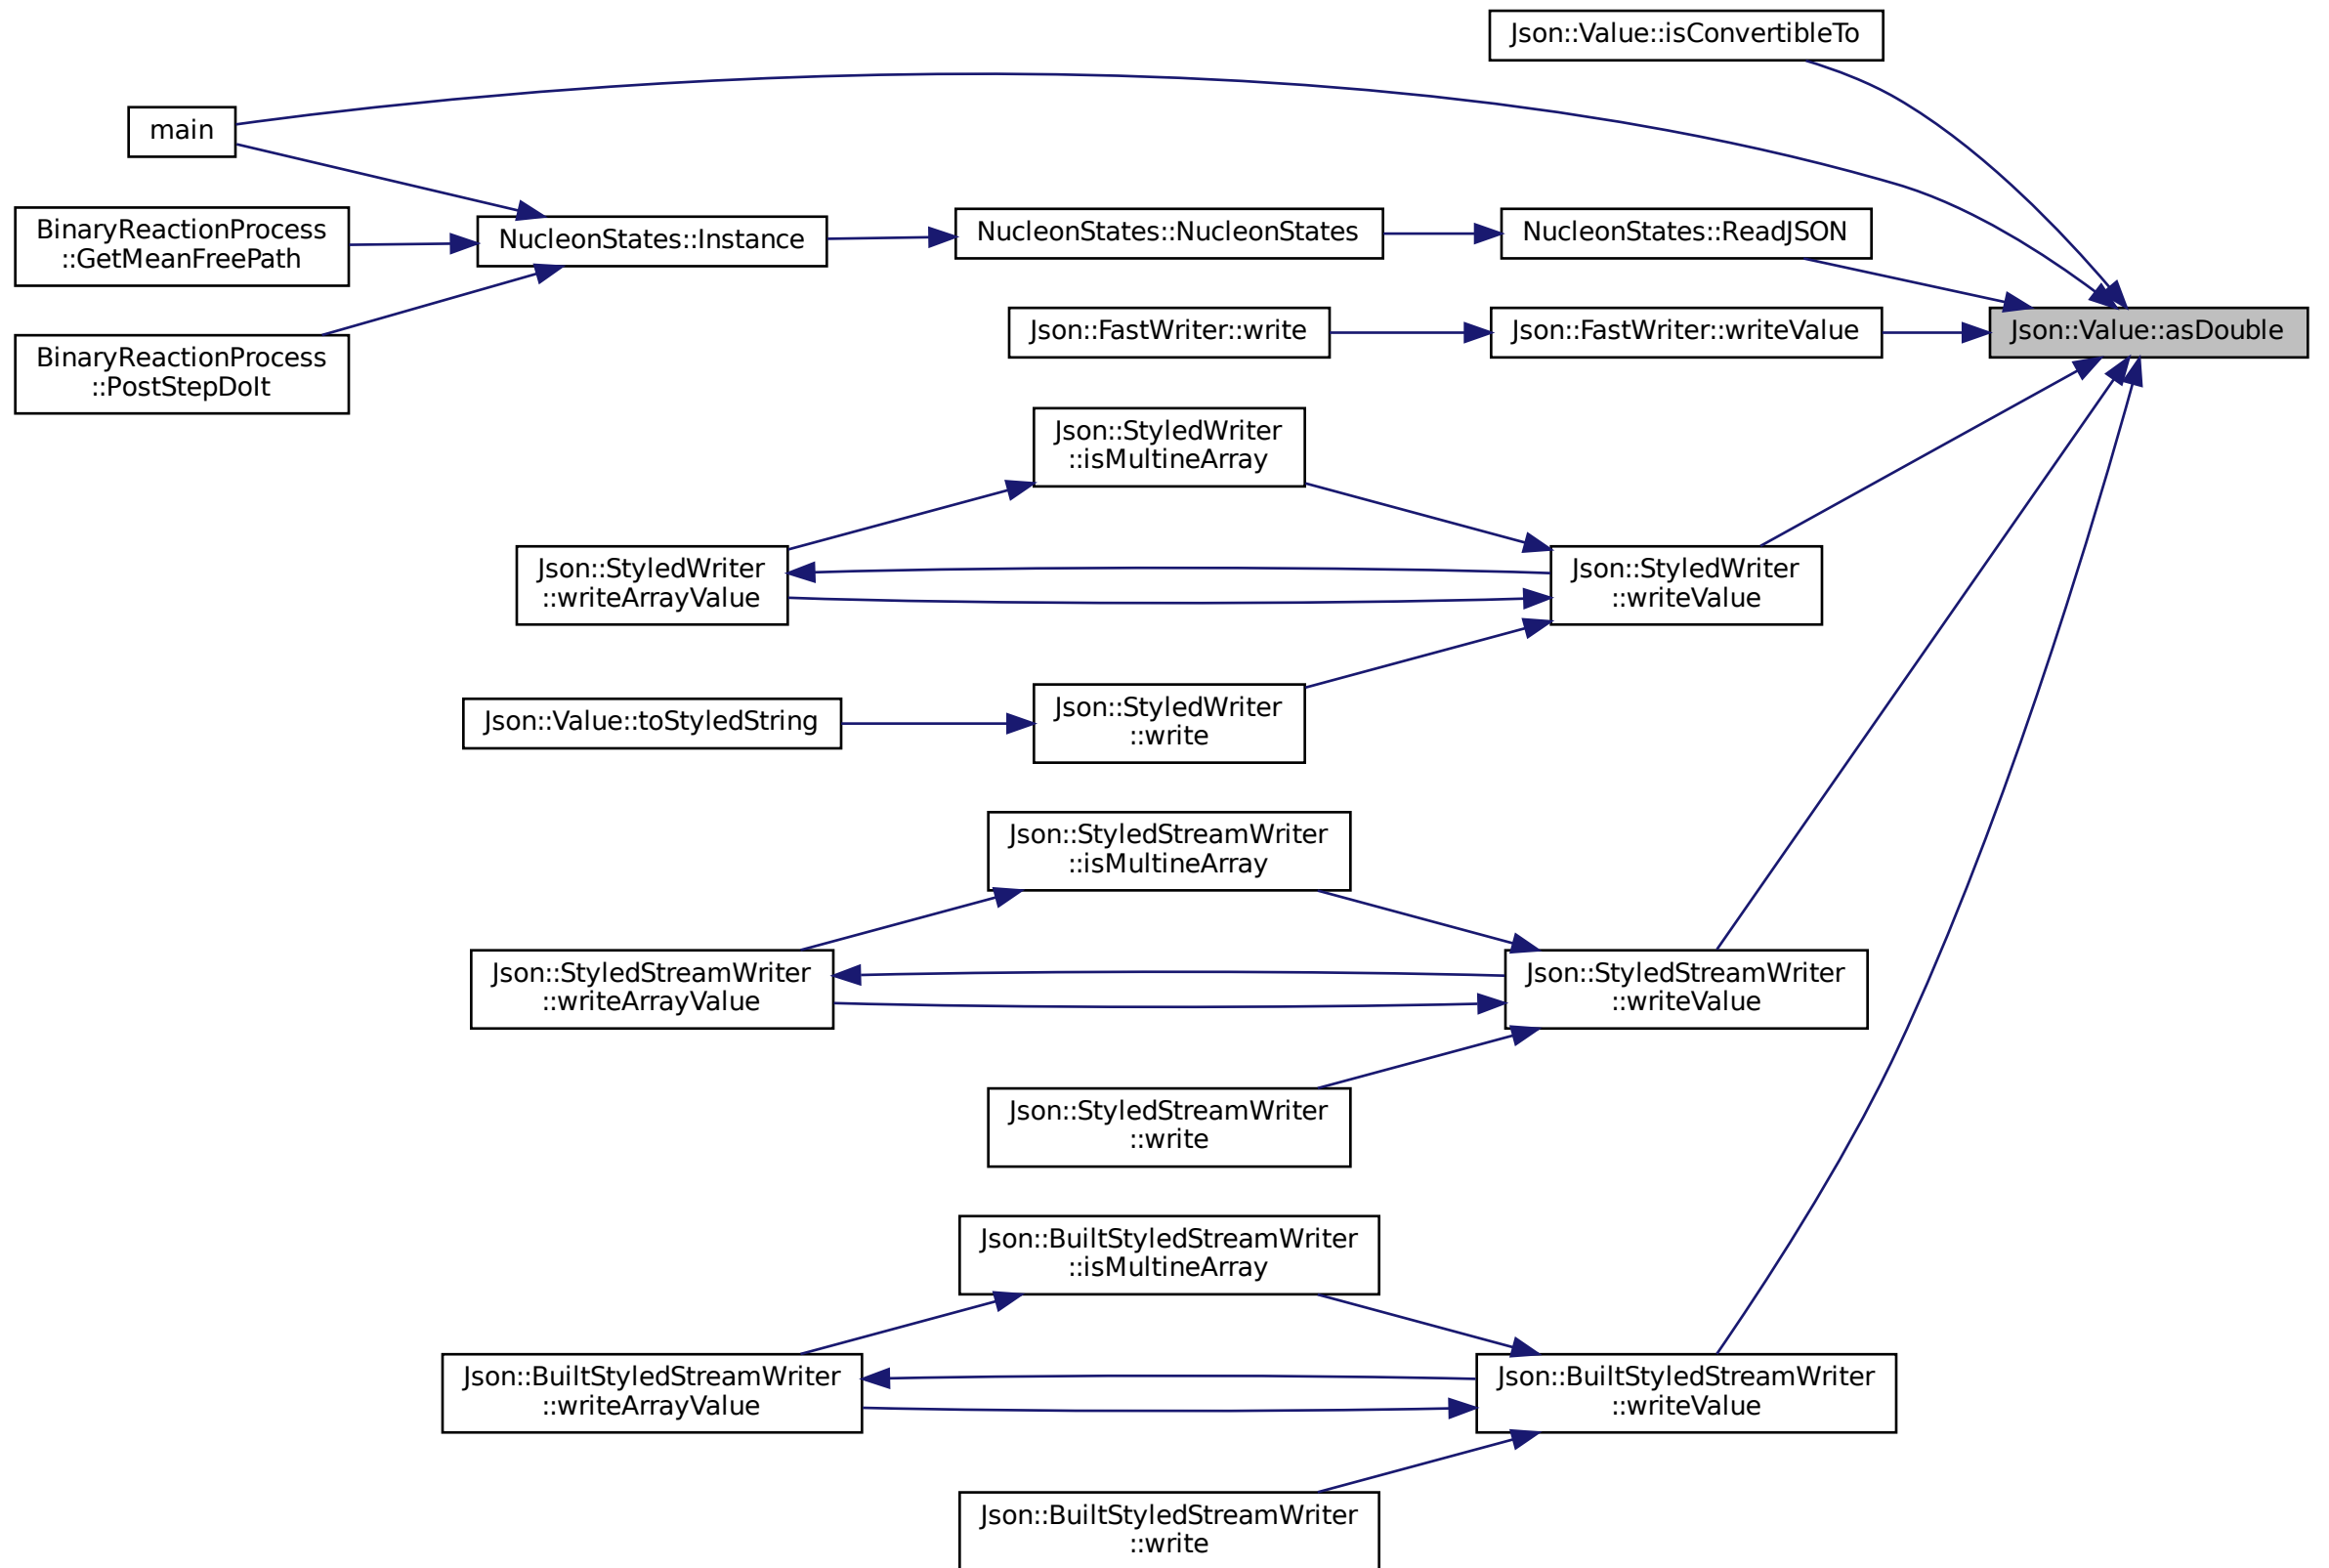 Json::Value::isConvertibleTo
main
BinaryReactionProcess
::GetMeanFreePath
NucleonStates::Instance
NucleonStates::NucleonStates
NucleonStates::ReadJSON
Json::FastWriter::write
Json::FastWriter::writeValue
Json::Value::asDouble
BinaryReactionProcess
::PostStepDoIt
Json::StyledWriter
::isMultineArray
Json::StyledWriter
::writeArrayValue
Json::StyledWriter
::writeValue
Json::Value::toStyledString
Json::StyledWriter
::write
Json::StyledStreamWriter
::isMultineArray
Json::StyledStreamWriter
::writeArrayValue
Json::StyledStreamWriter
::writeValue
Json::StyledStreamWriter
::write
Json::BuiltStyledStreamWriter
::isMultineArray
Json::BuiltStyledStreamWriter
::writeArrayValue
Json::BuiltStyledStreamWriter
::writeValue
Json::BuiltStyledStreamWriter
::write